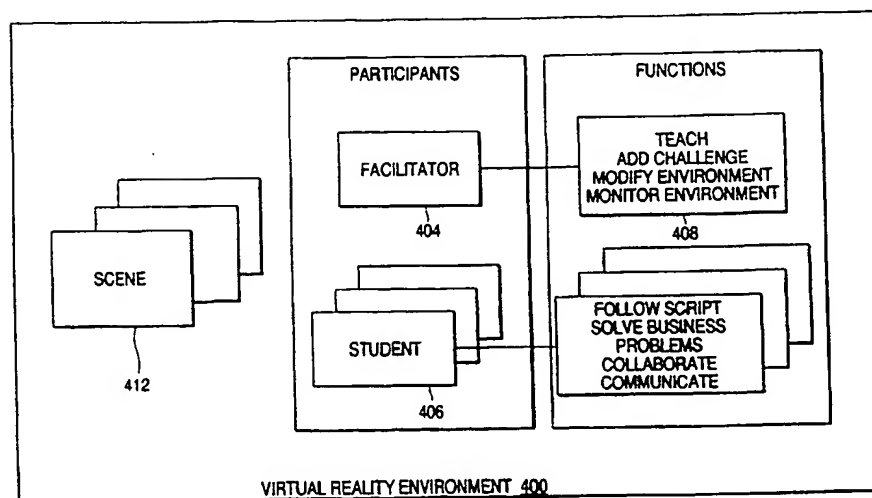 PARTICIPANTS
FUNCTIONS
FACILITATOR
404
TEACH
ADD CHALLENGE
MODIFY ENVIRONMENT
MONITOR ENVIRONMENT
408
SCENE
412
STUDENT
406
FOLLOW SCRIPT
SOLVE BUSINESS
PROBLEMS
COLLABORATE
COMMUNICATE
VIRTUAL REALITY ENVIRONMENT 400